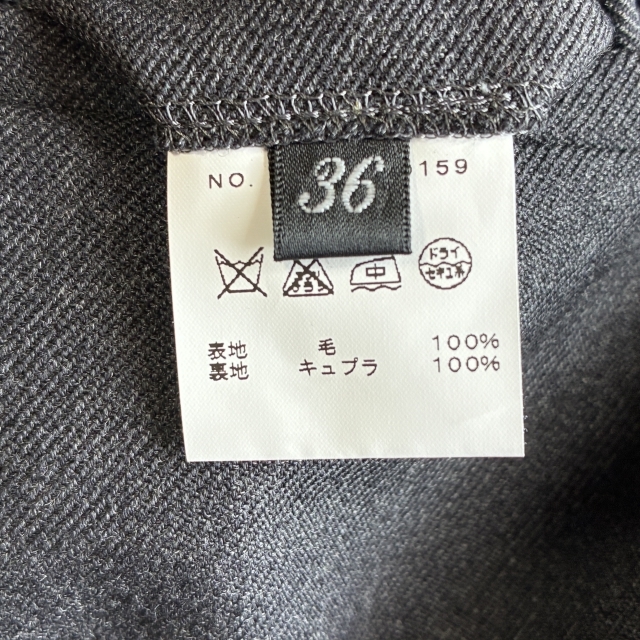 NO. 159
36
中 ドライ
セキユ系
表地 毛 100%
裏地 キュプラ 100%